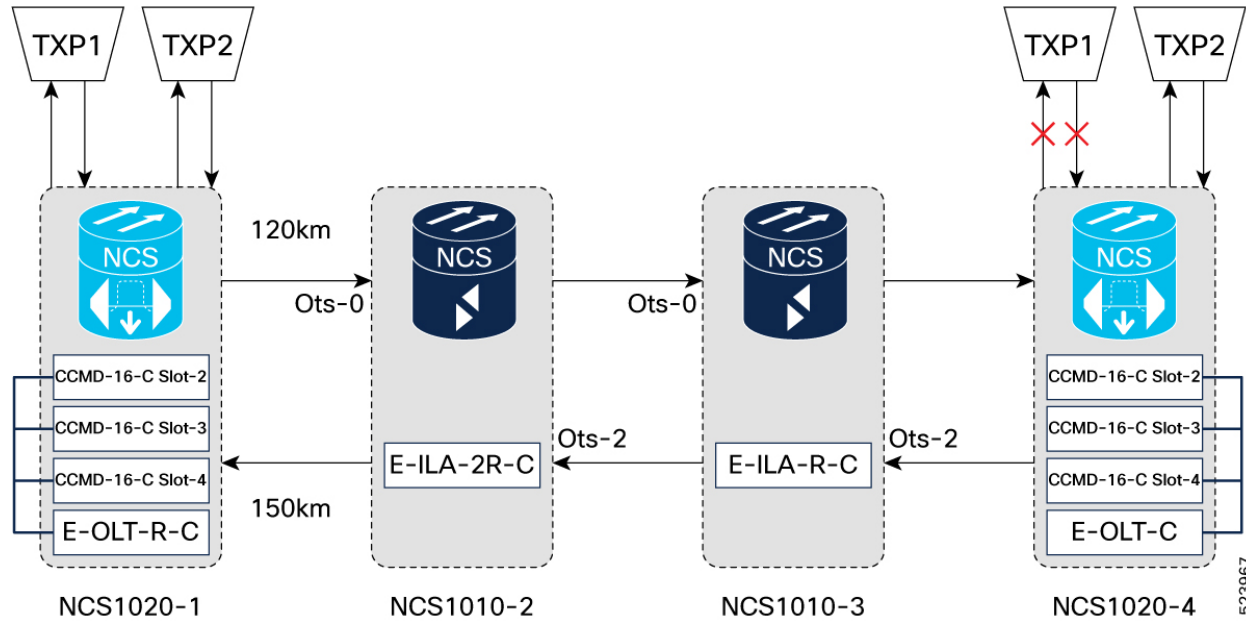 TXP1
TXP2
TXP1
TXP2
NCS
NCS
NCS
NCS
120km
Ots-0
Ots-0
CCMD-16-C Slot-2
CCMD-16-C Slot-3
CCMD-16-C Slot-4
E-OLT-R-C
150km
E-ILA-2R-C
Ots-2
E-ILA-R-C
Ots-2
CCMD-16-C Slot-2
CCMD-16-C Slot-3
CCMD-16-C Slot-4
E-OLT-C
NCS1020-1
NCS1010-2
NCS1010-3
NCS1020-4
523967